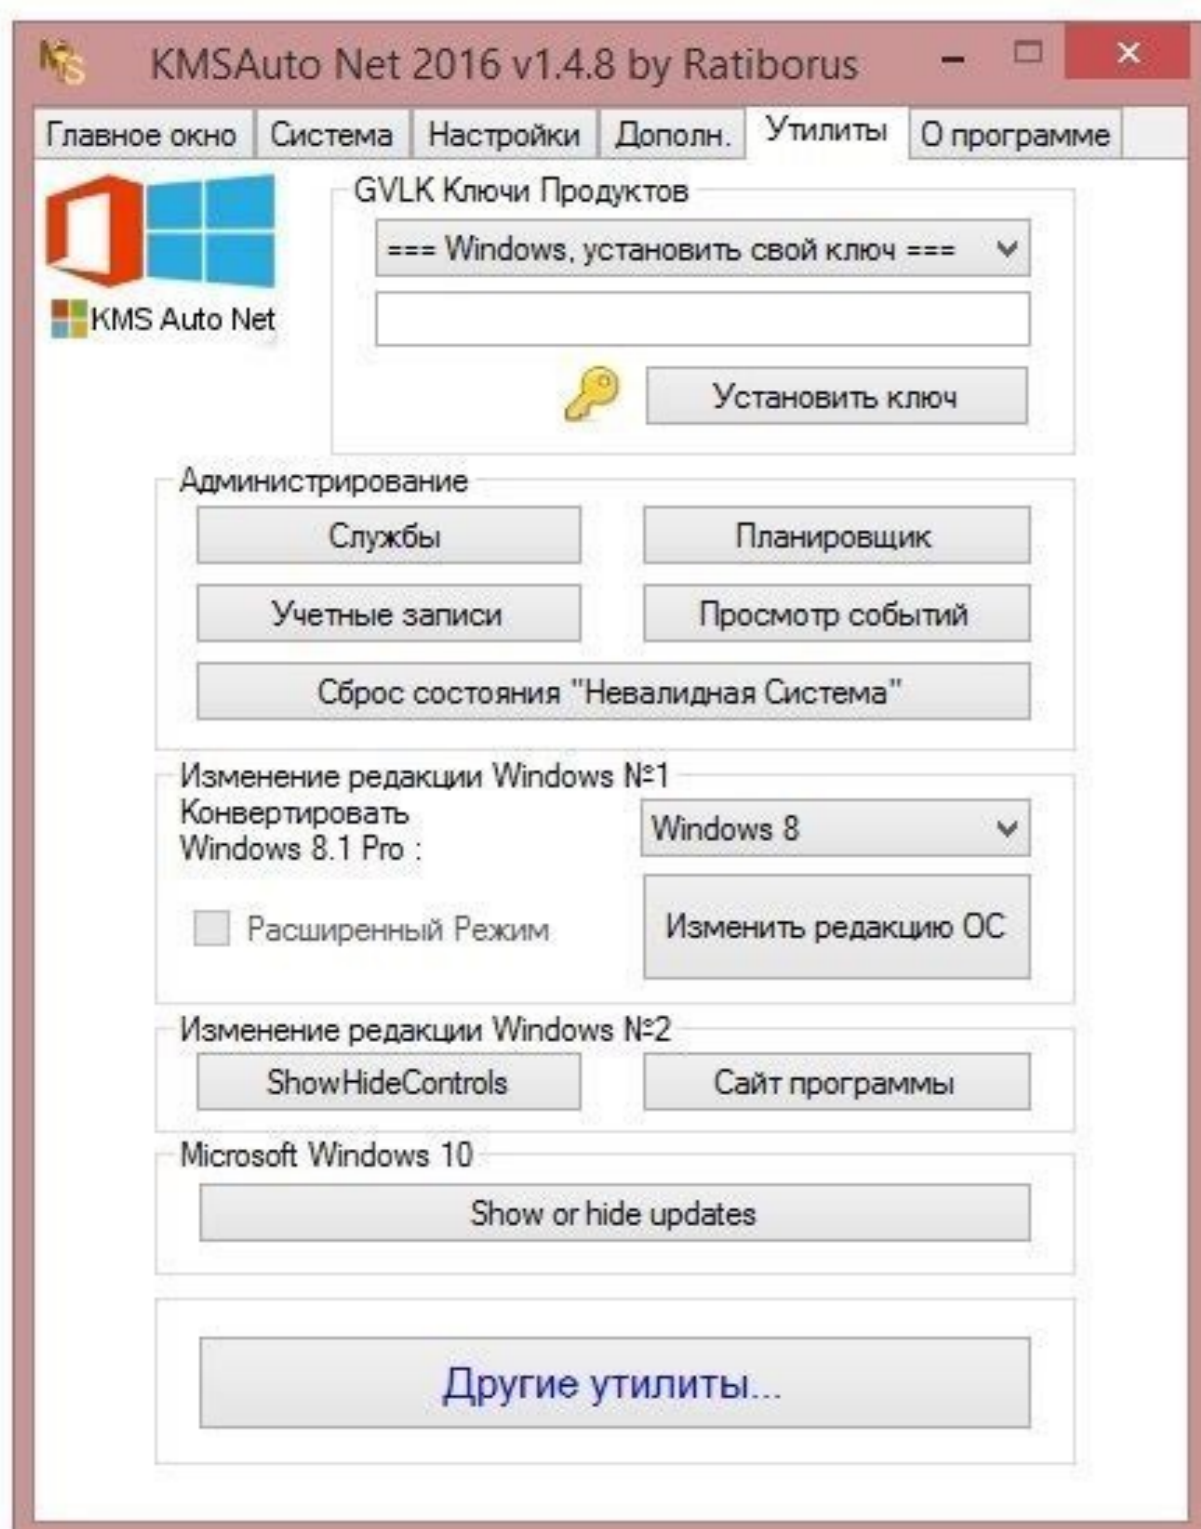 KMSAuto Net 2016 v1.4.8 by Ratiborus
Главное окно Система Настройки Дополн. Утилиты О программе
GVLK Ключи Продуктов
=== Windows, установить свой ключ ===
KMS Auto Net
Установить ключ
Администрирование
Службы Планировщик
Учетные записи Просмотр событий
Сброс состояния "Невалидная Система"
Изменение редакции Windows №1
Конвертировать
Windows 8.1 Pro :
Windows 8
Расширенный Режим
Изменить редакцию ОС
Изменение редакции Windows №2
ShowHideControls Сайт программы
Microsoft Windows 10
Show or hide updates
Другие утилиты...